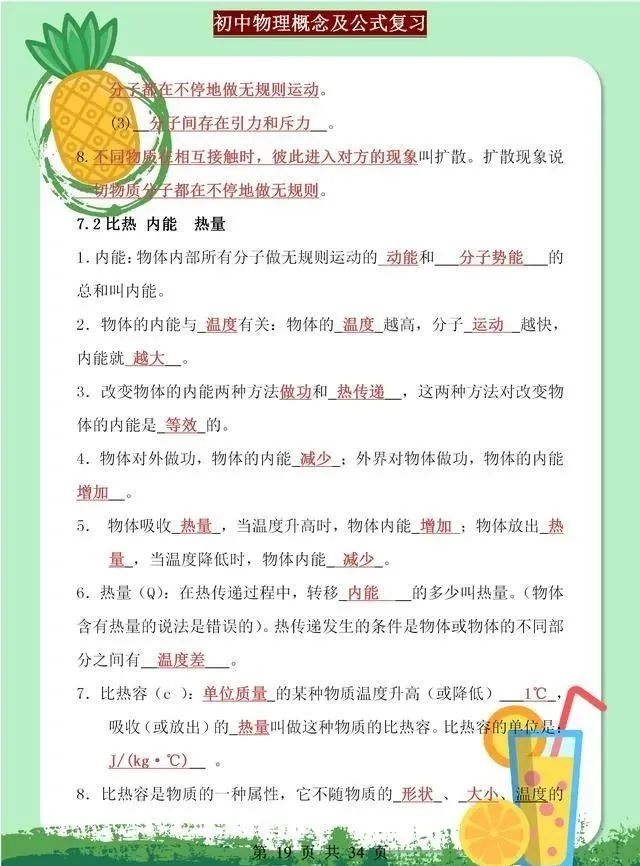 初中物理概念及公式复习
分子都在不停地做无规则运动。
(3)  分子间存在引力和斥力  。
8.不同物质在相互接触时，彼此进入对方的现象叫扩散。扩散现象说
一切物质分子都在不停地做无规则。
7.2比热 内能 热量
1.内能：物体内部所有分子做无规则运动的 动能和  分子势能  的
总和叫内能。
2．物体的内能与 温度有关：物体的 温度 越高，分子 运动 越快，
内能就 越大 。
3．改变物体的内能两种方法做功和 热传递 ，这两种方法对改变物
体的内能是 等效 的。
4．物体对外做功，物体的内能 减少 ；外界对物体做功，物体的内能
增加 。
5． 物体吸收 热量 ，当温度升高时，物体内能 增加 ；物体放出 热
量 ，当温度降低时，物体内能 减少 。
6．热量（Q）：在热传递过程中，转移 内能  的多少叫热量。（物体
含有热量的说法是错误的）。热传递发生的条件是物体或物体的不同部
分之间有 温度差 。
7．比热容（c ）：单位质量 的某种物质温度升高（或降低）  1℃ ，
吸收（或放出）的 热量叫做这种物质的比热容。比热容的单位是：
J/(kg·℃)  。
8．比热容是物质的一种属性，它不随物质的 形状 、 大小、温度的
第 19 页 共 34 页